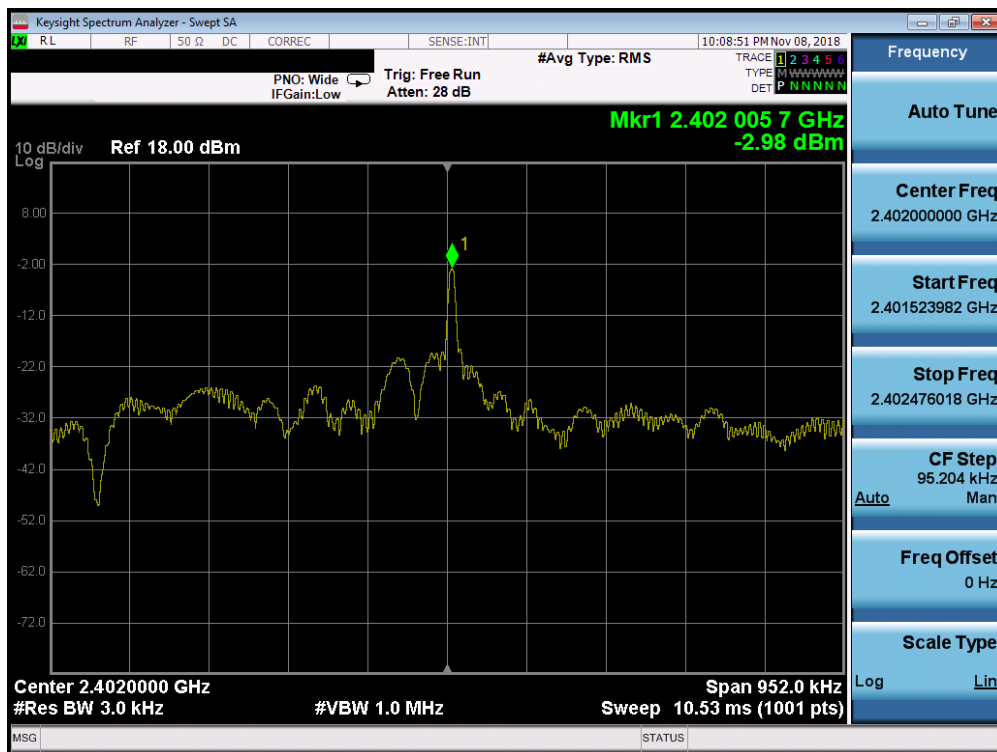 Keysight Spectrum Analyzer - Swept SA
LXI RL RF 50 Ω DC CORREC SENSE:INT 10:08:51 PM Nov 08, 2018
Frequency
#Avg Type: RMS TRACE 1 2 3 4 5 6
PNO: Wide Trig: Free Run TYPE M W W W W W
IFGain:Low Atten: 28 dB DET P N N N N N
Auto Tune
Mkr1 2.402 005 7 GHz
-2.98 dBm
10 dB/div Ref 18.00 dBm
Log
1
8.00
-2.00
-12.0
-22.0
-32.0
-42.0
-52.0
-62.0
-72.0
Center Freq
2.402000000 GHz
Start Freq
2.401523982 GHz
Stop Freq
2.402476018 GHz
CF Step
95.204 kHz
Auto Man
Freq Offset
0 Hz
Scale Type
Log Lin
Center 2.4020000 GHz Span 952.0 kHz
#Res BW 3.0 kHz #VBW 1.0 MHz Sweep 10.53 ms (1001 pts)
MSG STATUS